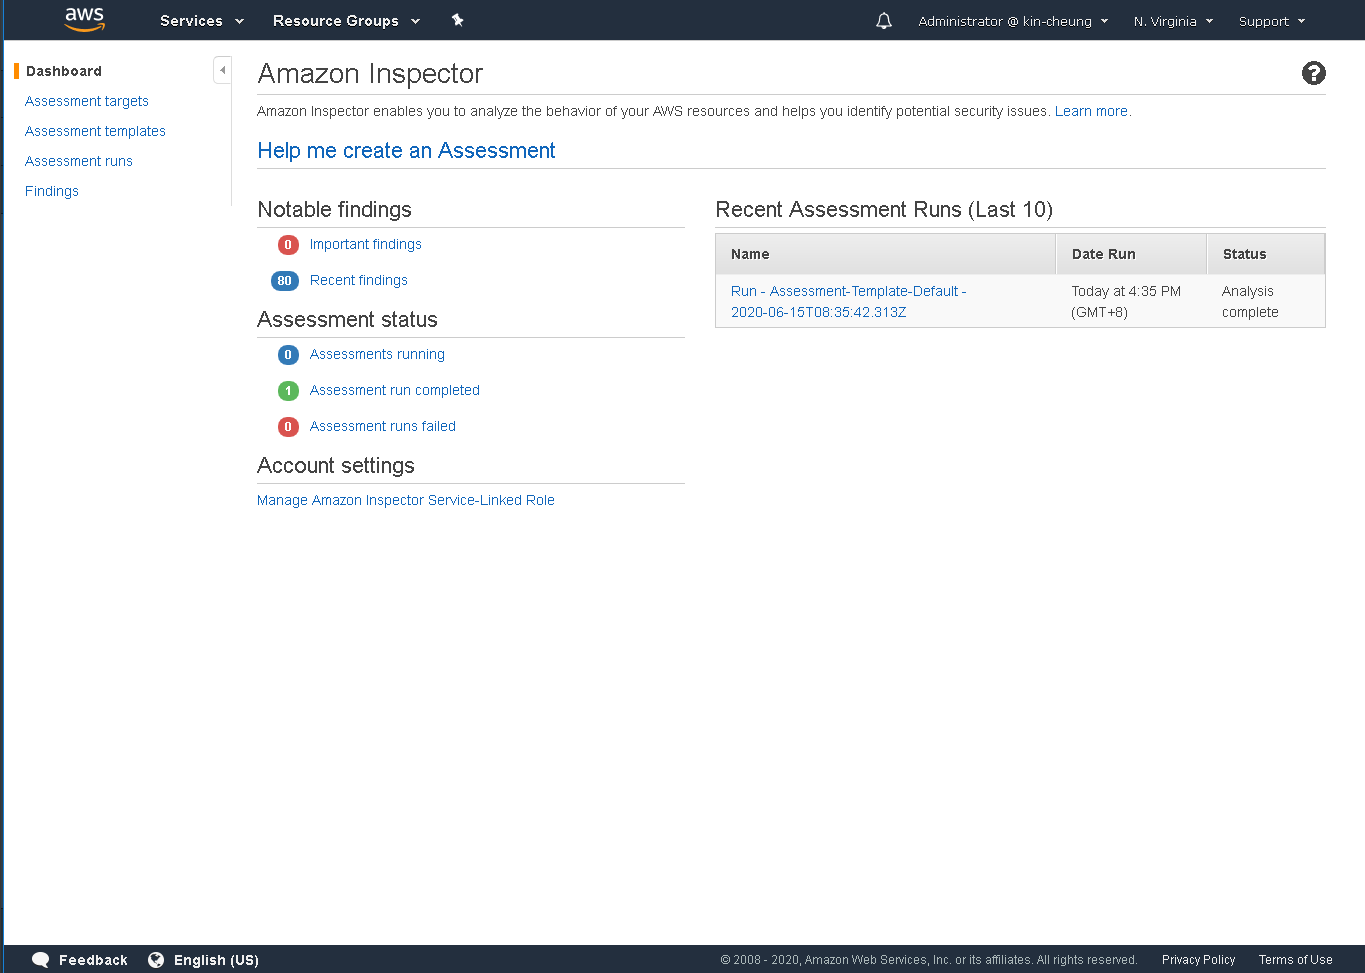 aws
Services
Resource Groups
Administrator @ kin-cheung
N. Virginia
Support
Dashboard
Assessment targets
Assessment templates
Assessment runs
Findings
Amazon Inspector
?
Amazon Inspector enables you to analyze the behavior of your AWS resources and helps you identify potential security issues. Learn more.
Help me create an Assessment
Notable findings
0 Important findings
80 Recent findings
Assessment status
0 Assessments running
1 Assessment run completed
0 Assessment runs failed
Account settings
Manage Amazon Inspector Service-Linked Role
Recent Assessment Runs (Last 10)
Name
Date Run
Status
Run - Assessment-Template-Default -
2020-06-15T08:35:42.313Z
Today at 4:35 PM
(GMT+8)
Analysis
complete
Feedback
English (US)
© 2008 - 2020, Amazon Web Services, Inc. or its affiliates. All rights reserved.
Privacy Policy
Terms of Use